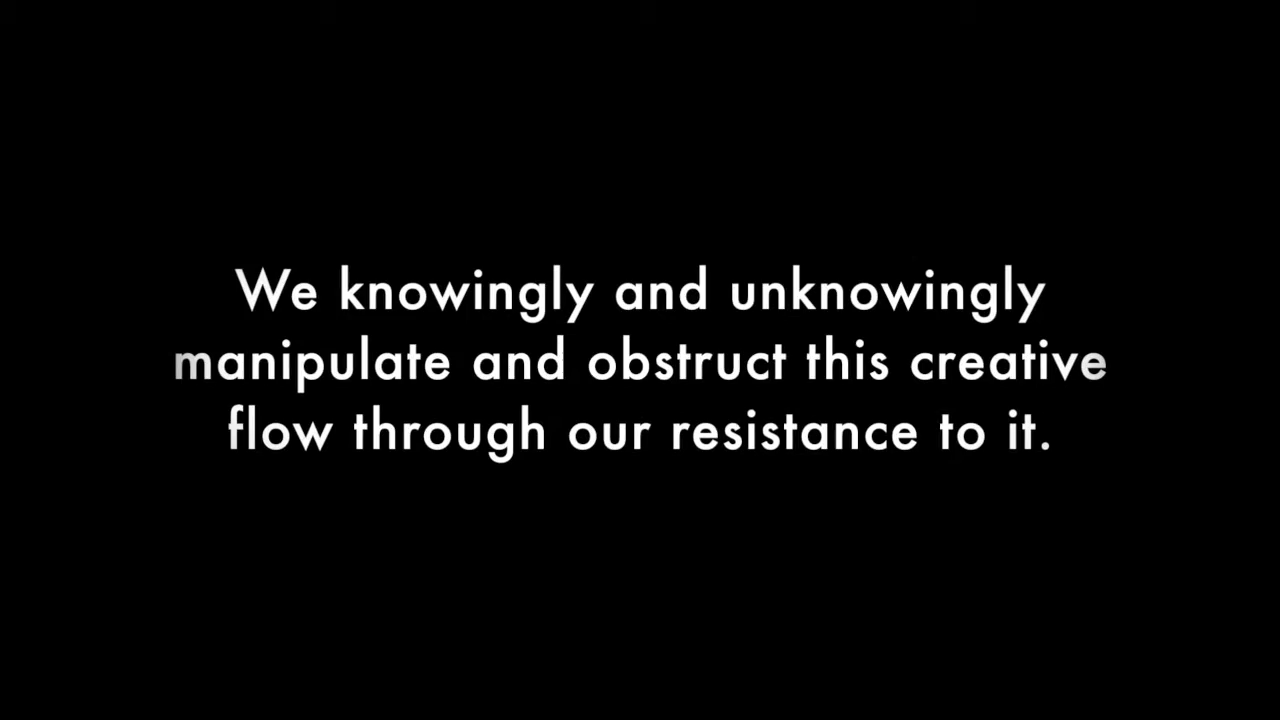 We knowingly and unknowingly
manipulate and obstruct this creative
flow through our resistance to it.